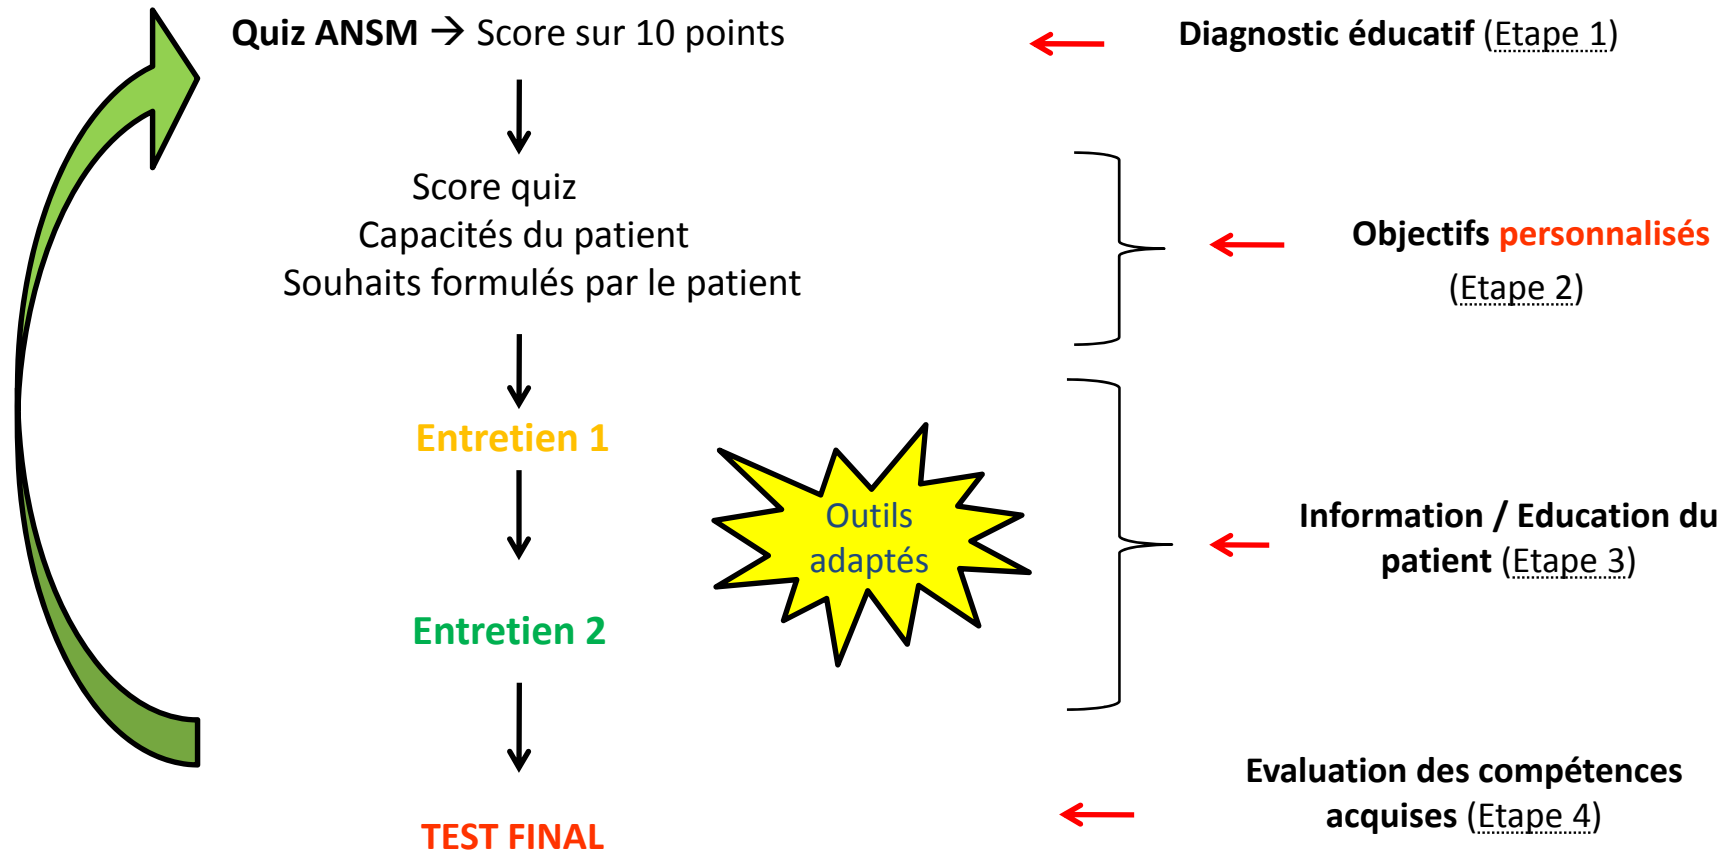 Quiz ANSM → Score sur 10 points
Diagnostic éducatif (Etape 1)
Score quiz
Capacités du patient
Souhaits formulés par le patient
Objectifs personnalisés
(Etape 2)
Entretien 1
Outils
adaptés
Information / Education du
patient (Etape 3)
Entretien 2
Evaluation des compétences
acquises (Etape 4)
TEST FINAL